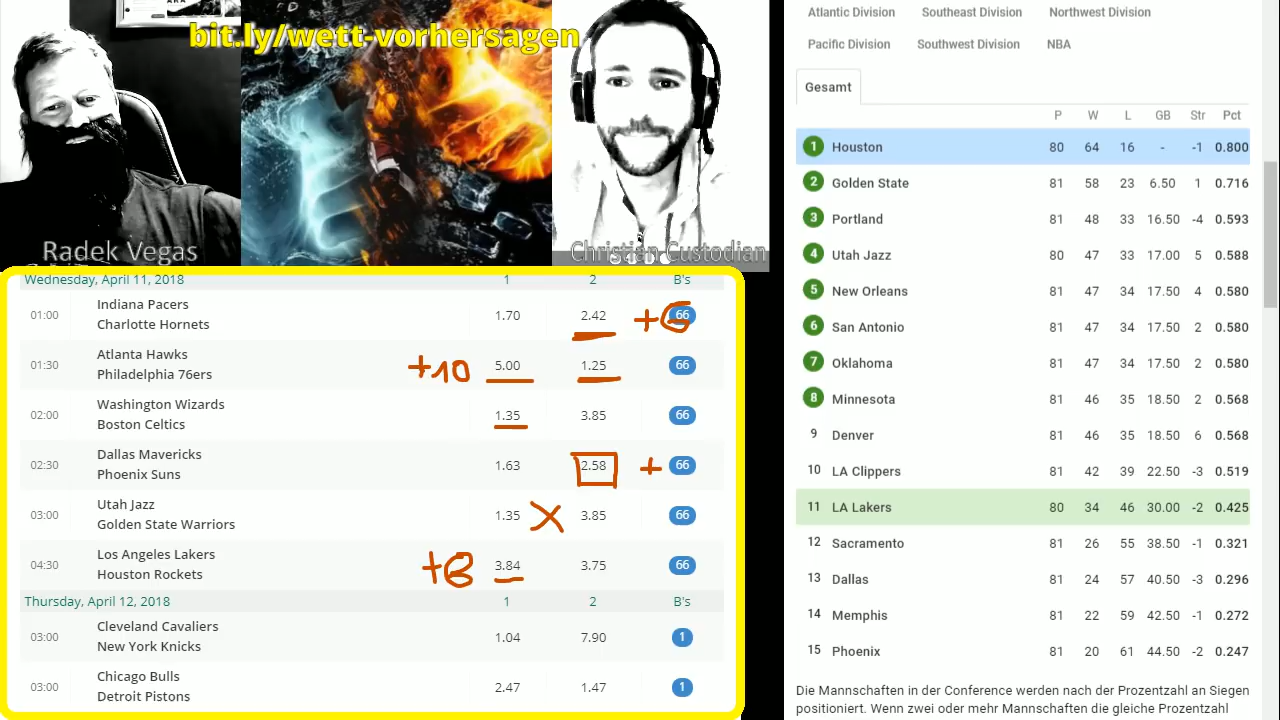 bit.ly/wett-vorhersagen
Radek Vegas
Christian Custodian
Wednesday, April 11, 2018 1 2 B's
01:00 Indiana Pacers
Charlotte Hornets 1.70 2.42 66
01:30 Atlanta Hawks
Philadelphia 76ers +10 5.00 1.25 66
02:00 Washington Wizards
Boston Celtics 1.35 3.85 66
02:30 Dallas Mavericks
Phoenix Suns 1.63 2.58 + 66
03:00 Utah Jazz
Golden State Warriors 1.35 X 3.85 66
04:30 Los Angeles Lakers
Houston Rockets 3.84 3.75 66
Thursday, April 12, 2018 1 2 B's
03:00 Cleveland Cavaliers
New York Knicks 1.04 7.90 1
03:00 Chicago Bulls
Detroit Pistons 2.47 1.47 1
Atlantic Division Southeast Division Northwest Division
Pacific Division Southwest Division NBA
Gesamt
P W L GB Str Pct
1 Houston 80 64 16 - -1 0.800
2 Golden State 81 58 23 6.50 1 0.716
3 Portland 81 48 33 16.50 -4 0.593
4 Utah Jazz 80 47 33 17.00 5 0.588
5 New Orleans 81 47 34 17.50 4 0.580
6 San Antonio 81 47 34 17.50 2 0.580
7 Oklahoma 81 47 34 17.50 2 0.580
8 Minnesota 81 46 35 18.50 2 0.568
9 Denver 81 46 35 18.50 6 0.568
10 LA Clippers 81 42 39 22.50 -3 0.519
11 LA Lakers 80 34 46 30.00 -2 0.425
12 Sacramento 81 26 55 38.50 -1 0.321
13 Dallas 81 24 57 40.50 -3 0.296
14 Memphis 81 22 59 42.50 -1 0.272
15 Phoenix 81 20 61 44.50 -2 0.247
Die Mannschaften in der Conference werden nach der Prozentzahl an Siegen
positioniert. Wenn zwei oder mehr Mannschaften die gleiche Prozentzahl